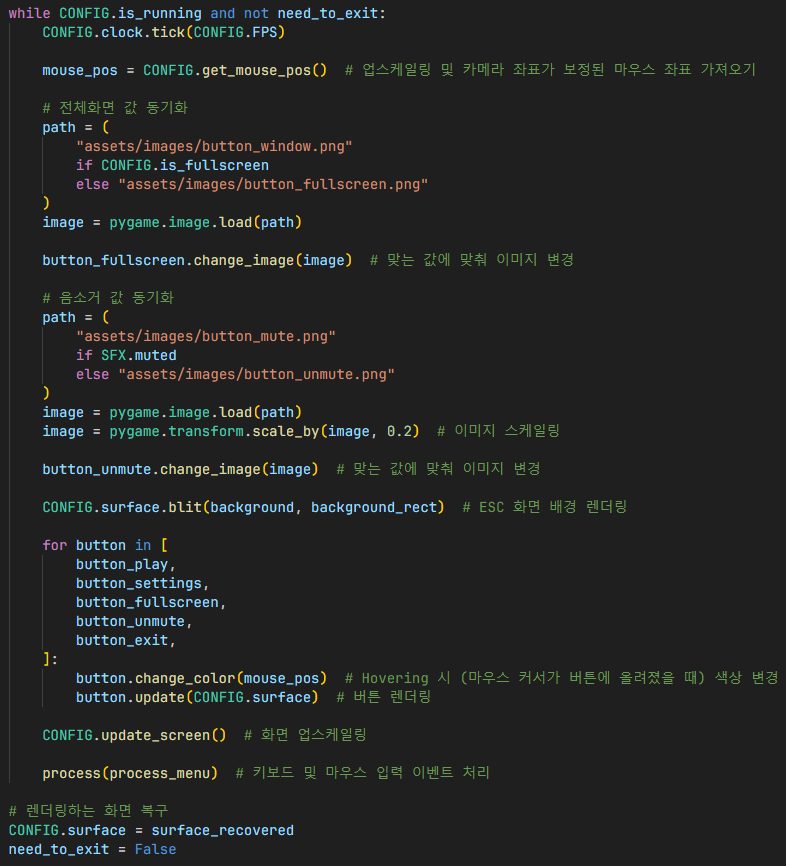 while CONFIG.is_running and not need_to_exit:
    CONFIG.clock.tick(CONFIG.FPS)

    mouse_pos = CONFIG.get_mouse_pos()  # 업스케일링 및 카메라 좌표가 보정된 마우스 좌표 가져오기

    # 전체화면 값 동기화
    path = (
        "assets/images/button_window.png"
        if CONFIG.is_fullscreen
        else "assets/images/button_fullscreen.png"
    )
    image = pygame.image.load(path)

    button_fullscreen.change_image(image)  # 맞는 값에 맞춰 이미지 변경

    # 음소거 값 동기화
    path = (
        "assets/images/button_mute.png"
        if SFX.muted
        else "assets/images/button_unmute.png"
    )
    image = pygame.image.load(path)
    image = pygame.transform.scale_by(image, 0.2)  # 이미지 스케일링

    button_unmute.change_image(image)  # 맞는 값에 맞춰 이미지 변경

    CONFIG.surface.blit(background, background_rect)  # ESC 화면 배경 렌더링

    for button in [
        button_play,
        button_settings,
        button_fullscreen,
        button_unmute,
        button_exit,
    ]:
        button.change_color(mouse_pos)  # Hovering 시 (마우스 커서가 버튼에 올려졌을 때) 색상 변경
        button.update(CONFIG.surface)  # 버튼 렌더링

    CONFIG.update_screen()  # 화면 업스케일링

    process(process_menu)  # 키보드 및 마우스 입력 이벤트 처리

# 렌더링하는 화면 복구
CONFIG.surface = surface_recovered
need_to_exit = False